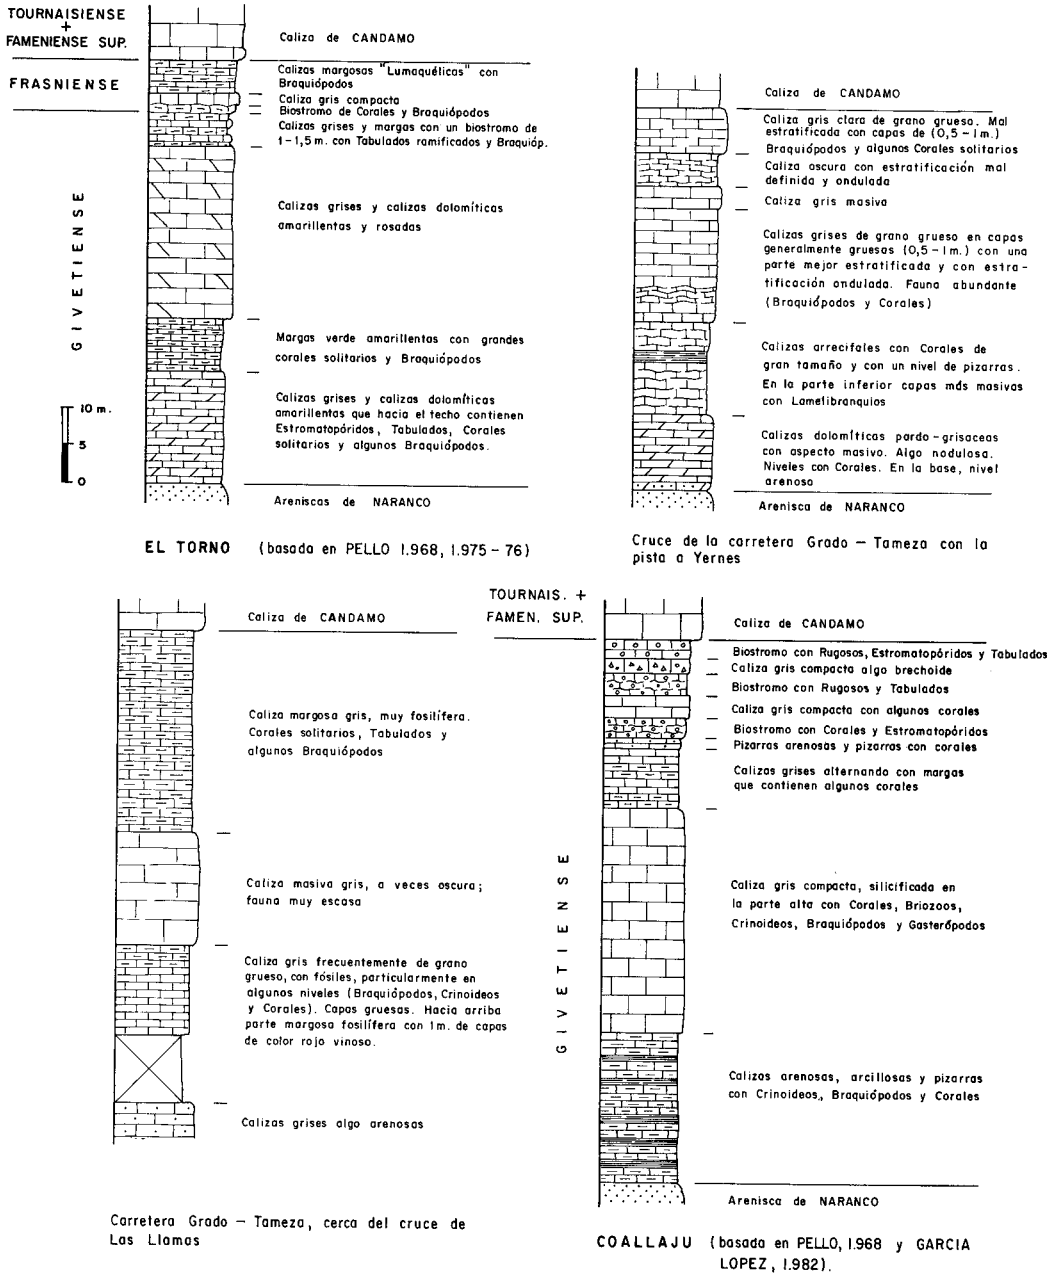 TOURNAISIENSE
+
FAMENIENSE SUP.
FRASNIENSE
GIVETIENSE
10 m.
5
0
Caliza de CANDAMO
Calizas margosas "Lumaquélicas" con
Braquiópodos
Caliza gris compacta
Biostromo de Corales y Braquiópodos
Calizas grises y margas con un biostromo de
1-1,5 m. con Tabulados ramificados y Braquióp.
Calizas grises y calizas dolomíticas
amarillentas y rosadas
Margas verde amarillentas con grandes
corales solitarios y Braquiópodos
Calizas grises y calizas dolomíticas
amarillentas que hacia el techo contienen
Estromatopóridos, Tabulados, Corales
solitarios y algunos Braquiópodos.
Areniscas de NARANCO
EL TORNO (basada en PELLO 1.968, 1.975 - 76)
Caliza de CANDAMO
Caliza gris clara de grano grueso. Mal
estratificada con capas de (0,5 - 1m.)
Braquiópodos y algunos Corales solitarios
Caliza oscura con estratificación mal
definida y ondulada
Caliza gris masiva
Calizas grises de grano grueso en capas
generalmente gruesas (0,5 - 1m.) con una
parte mejor estratificada y con estra-
tificación ondulada. Fauna abundante
(Braquiópodos y Corales)
Calizas arrecifales con Corales de
gran tamaño y con un nivel de pizarras.
En la parte inferior capas más masivas
con Lamelibranquios
Calizas dolomíticas pardo-grisaceas
con aspecto masivo. Algo nodulosa.
Niveles con Corales. En la base, nivel
arenoso
Arenisca de NARANCO
Cruce de la carretera Grado - Tameza con la
pista a Yernes
Caliza de CANDAMO
Caliza margosa gris, muy fosilífera.
Corales solitarios, Tabulados y
algunos Braquiópodos
Caliza masiva gris, a veces oscura;
fauna muy escasa
Caliza gris frecuentemente de grano
grueso, con fósiles, particularmente en
algunos niveles (Braquiópodos, Crinoideos
y Corales). Capas gruesas. Hacia arriba
parte margosa fosilífera con 1m. de capas
de color rojo vinoso.
Calizas grises algo arenosas
Carretera Grado - Tameza, cerca del cruce de
Las Llamas
TOURNAIS. +
FAMEN. SUP.
GIVETIENSE
Caliza de CANDAMO
Biostromo con Rugosos, Estromatopóridos y Tabulados
Caliza gris compacta algo brechoide
Biostromo con Rugosos y Tabulados
Caliza gris compacta con algunos corales
Biostromo con Corales y Estromatopóridos
Pizarras arenosas y pizarras con corales
Calizas grises alternando con margas
que contienen algunos corales
Caliza gris compacta, silicificada en
la parte alta con Corales, Briozoos,
Crinoideos, Braquiópodos y Gasterópodos
Calizas arenosas, arcillosas y pizarras
con Crinoideos, Braquiópodos y Corales
Arenisca de NARANCO
COALLAJU (basada en PELLO, 1.968 y GARCIA
LOPEZ, 1.982).